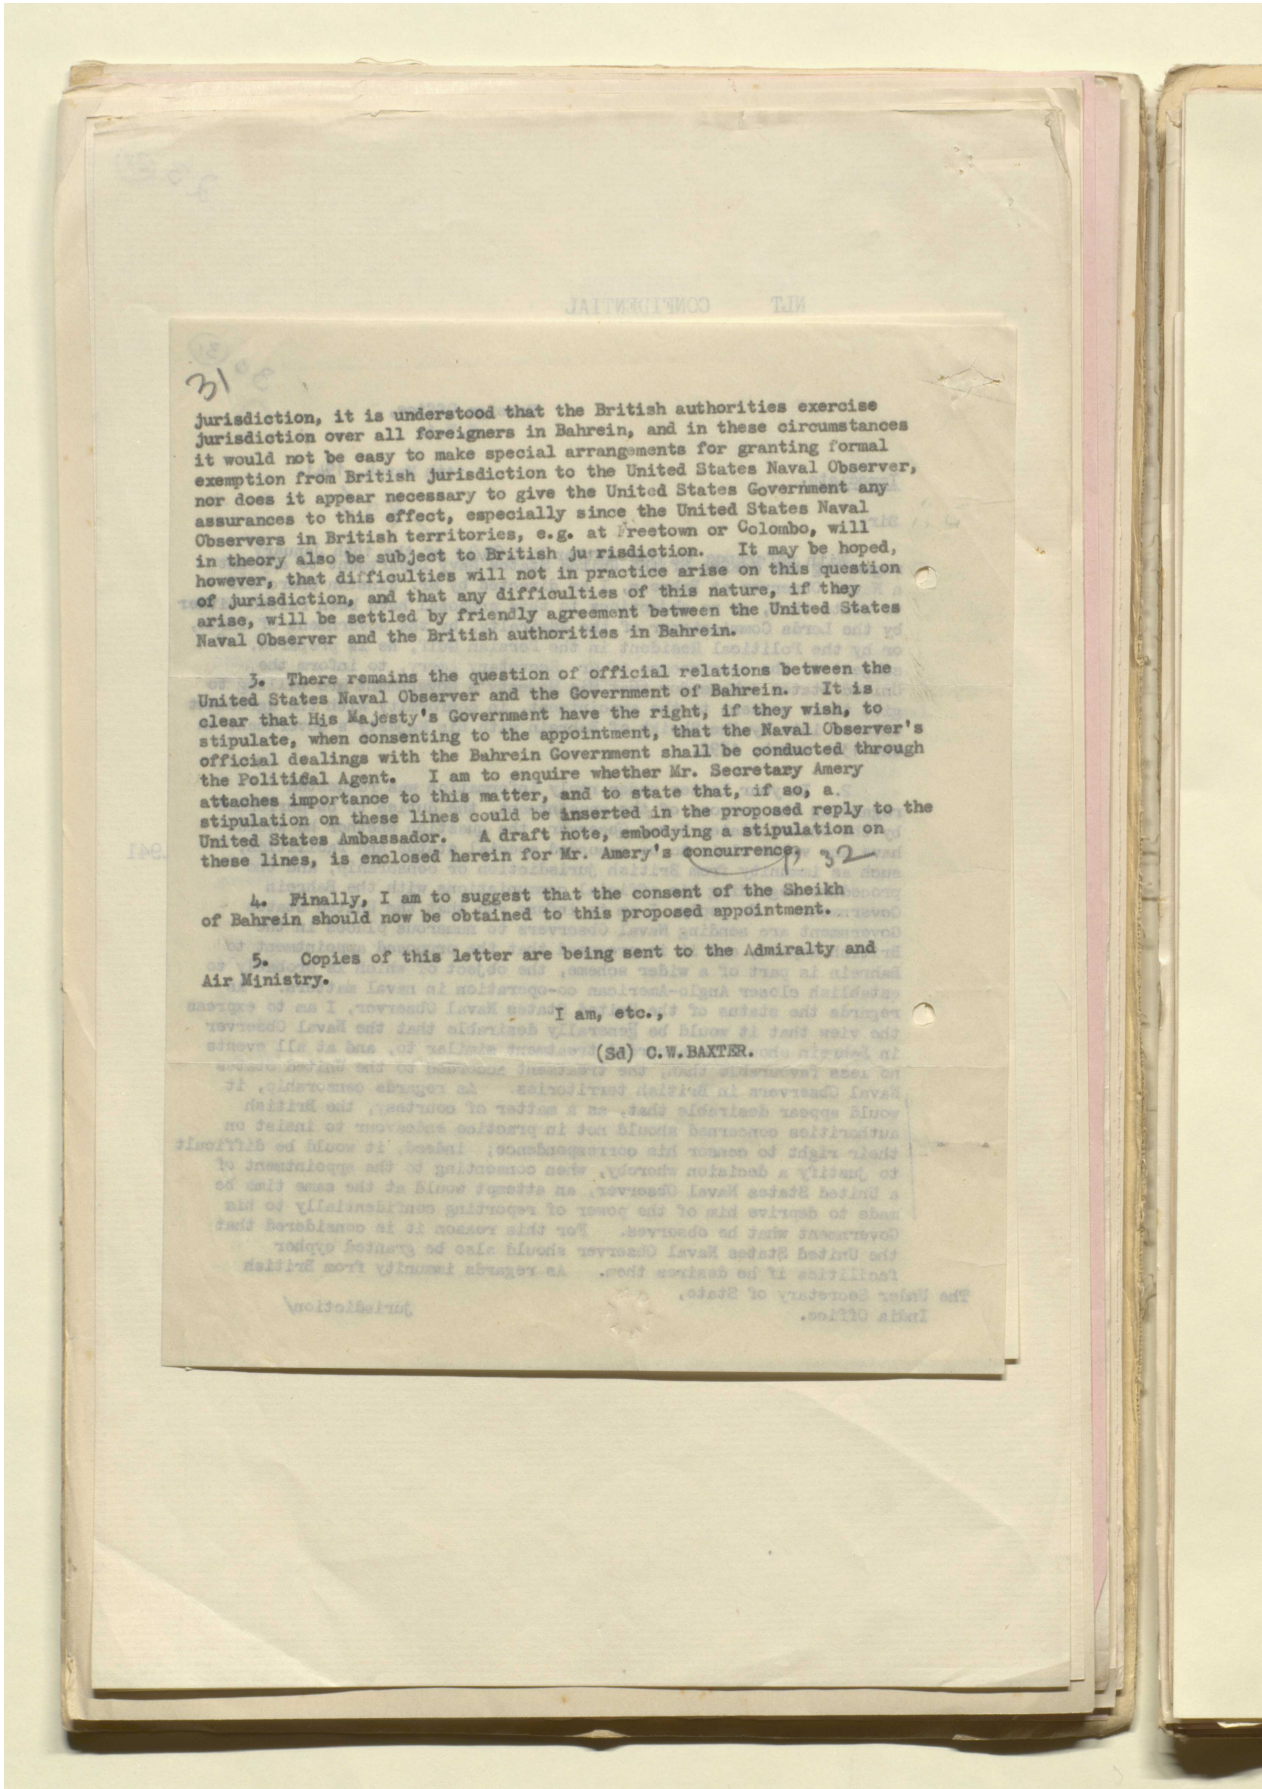 31
jurisdiction, it is understood that the British authorities exercise
jurisdiction over all foreigners in Bahrein, and in these circumstances
it would not be easy to make special arrangements for granting formal
exemption from British jurisdiction to the United States Naval Observer,
nor does it appear necessary to give the United States Government any
assurances to this effect, especially since the United States Naval
Observers in British territories, e.g. at Freetown or Colombo, will
in theory also be subject to British jurisdiction. It may be hoped,
however, that difficulties will not in practice arise on this question
of jurisdiction, and that any difficulties of this nature, if they
arise, will be settled by friendly agreement between the United States
Naval Observer and the British authorities in Bahrein.
3. There remains the question of official relations between the
United States Naval Observer and the Government of Bahrein. It is
clear that His Majesty's Government have the right, if they wish, to
stipulate, when consenting to the appointment, that the Naval Observer's
official dealings with the Bahrein Government shall be conducted through
the Political Agent. I am to enquire whether Mr. Secretary Amery
attaches importance to this matter, and to state that, if so, a
stipulation on these lines could be inserted in the proposed reply to the
United States Ambassador. A draft note, embodying a stipulation on
these lines, is enclosed herein for Mr. Amery's concurrence, 32
4. Finally, I am to suggest that the consent of the Sheikh
of Bahrein should now be obtained to this proposed appointment.
5. Copies of this letter are being sent to the Admiralty and
Air Ministry.
I am, etc.,
(Sd) C.W.BAXTER.